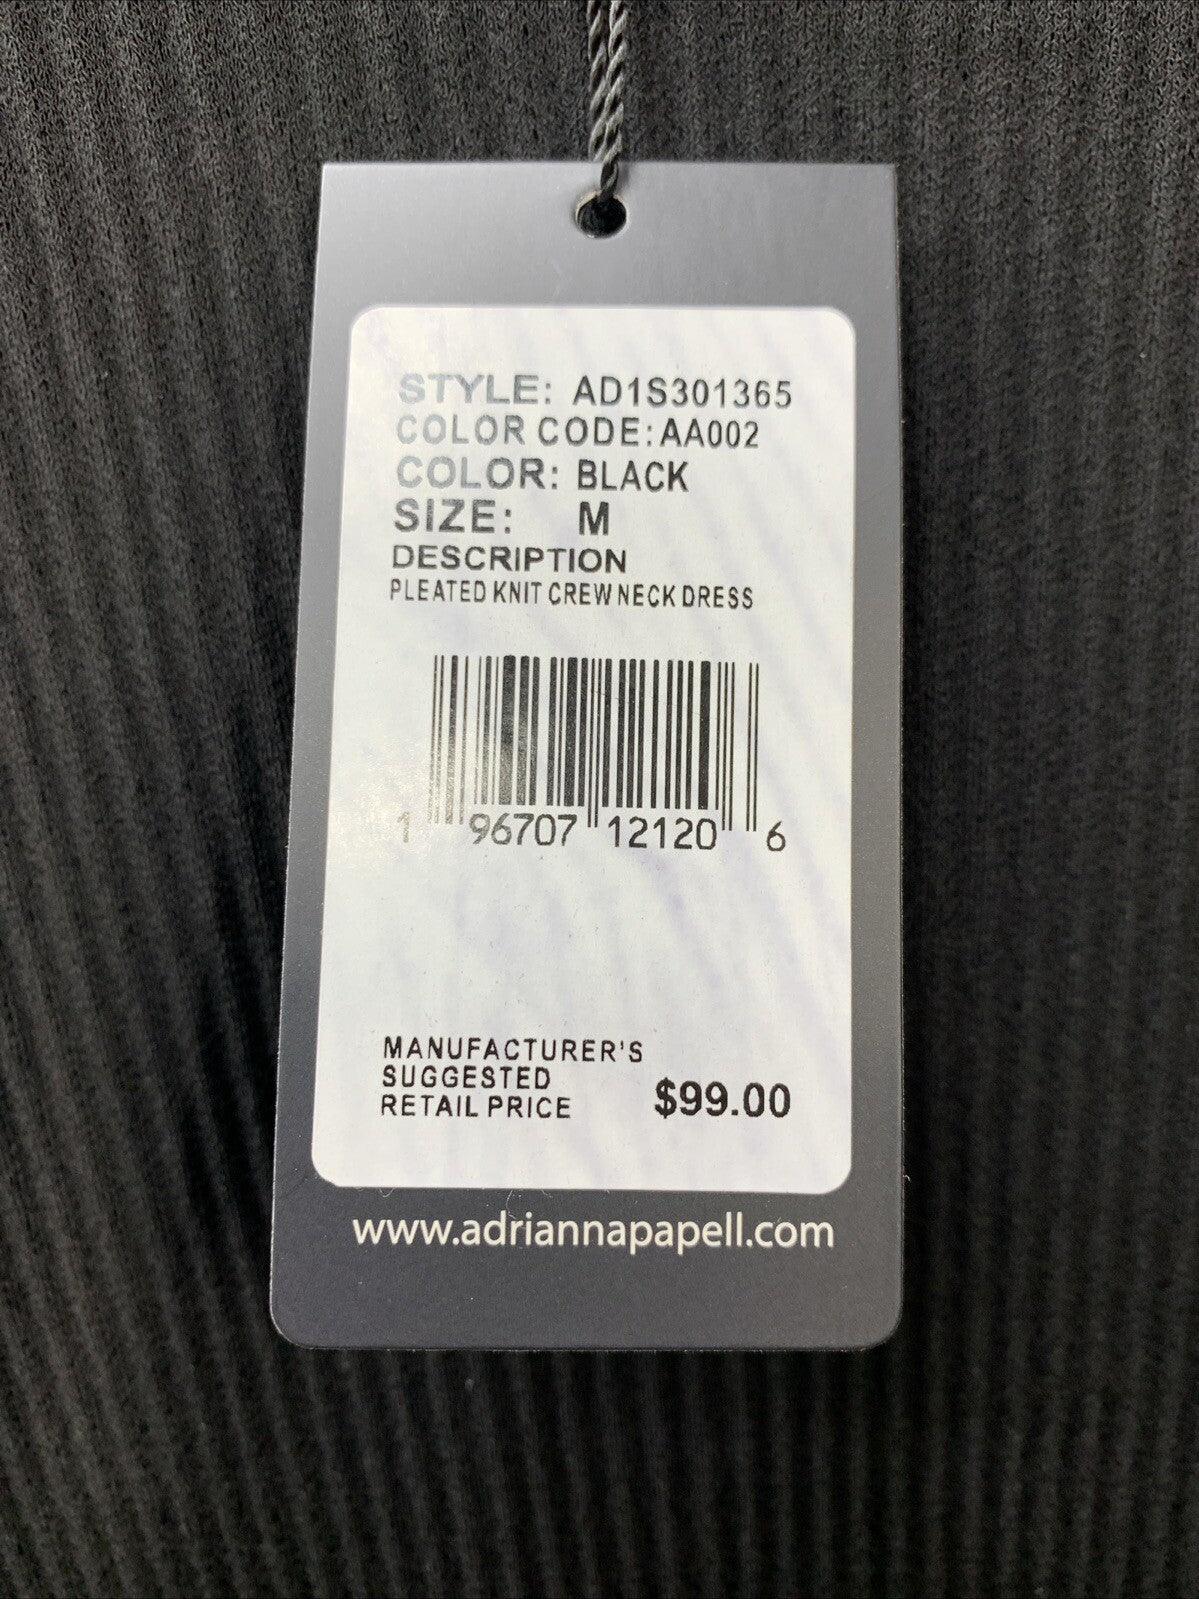 STYLE: AD1S301365
COLOR CODE: AA002
COLOR: BLACK
SIZE: M
DESCRIPTION
PLEATED KNIT CREW NECK DRESS
1 96707 12120 6
MANUFACTURER'S
SUGGESTED
RETAIL PRICE $99.00
www.adriannapapell.com